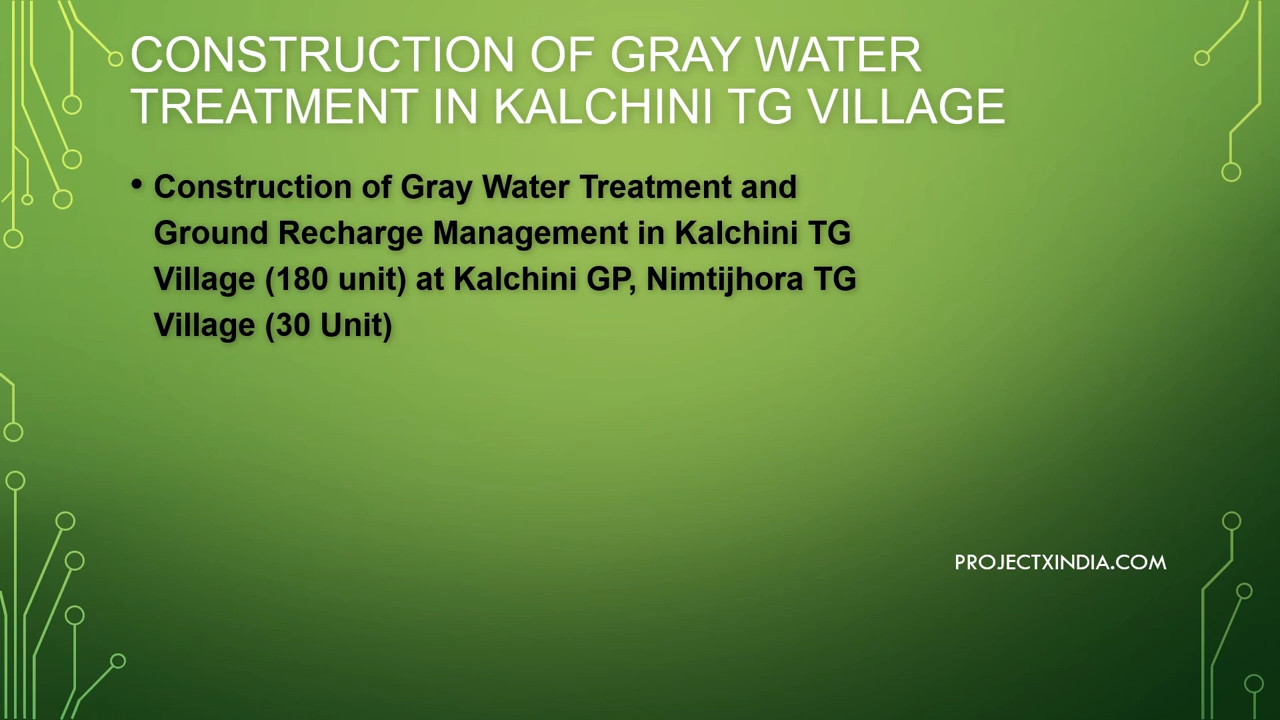 CONSTRUCTION OF GRAY WATER
TREATMENT IN KALCHINI TG VILLAGE
• Construction of Gray Water Treatment and
Ground Recharge Management in Kalchini TG
Village (180 unit) at Kalchini GP, Nimtijhora TG
Village (30 Unit)
PROJECTXINDIA.COM